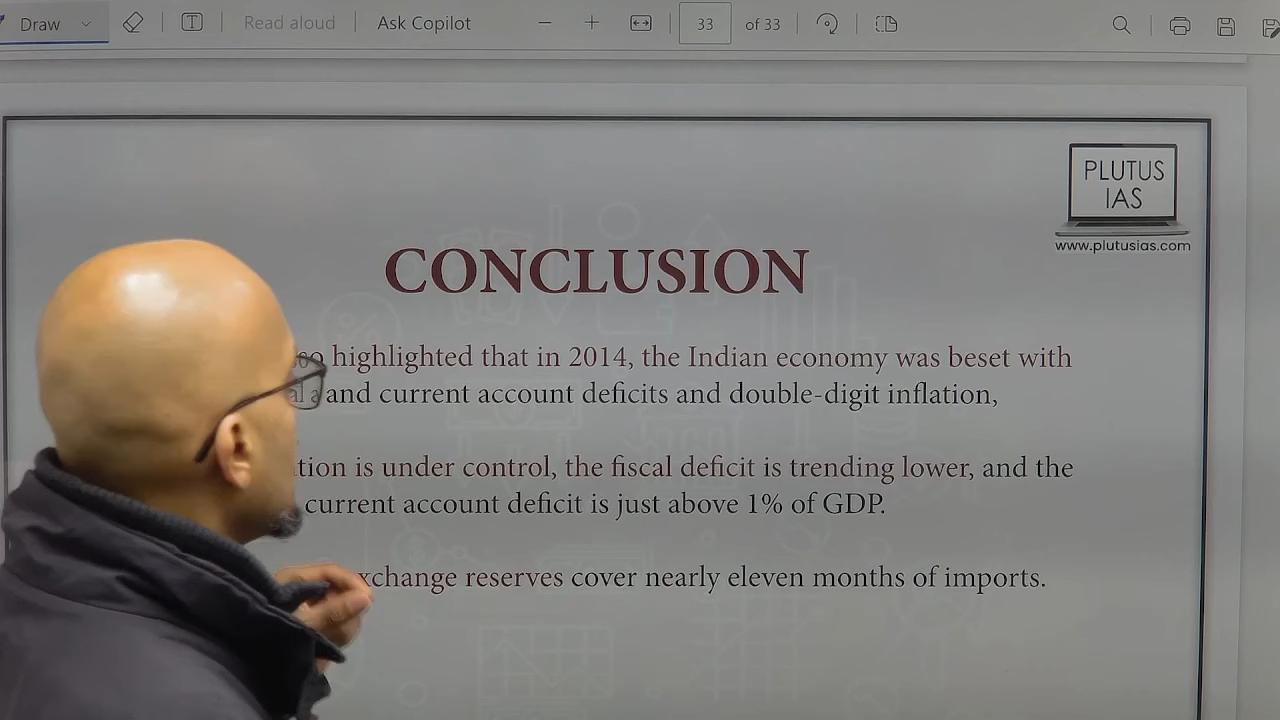 Draw
Read aloud
Ask Copilot
33
of 33
PLUTUS
IAS
www.plutusias.com
CONCLUSION
highlighted that in 2014, the Indian economy was beset with
and current account deficits and double-digit inflation,
is under control, the fiscal deficit is trending lower, and the
current account deficit is just above 1% of GDP.
reserves cover nearly eleven months of imports.